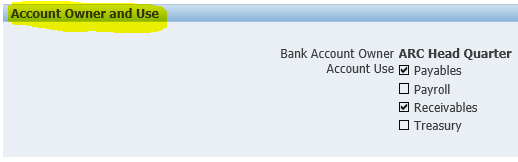 Account Owner and Use
Bank Account Owner ARC Head Quarter
Account Use Payables
Payroll
Receivables
Treasury